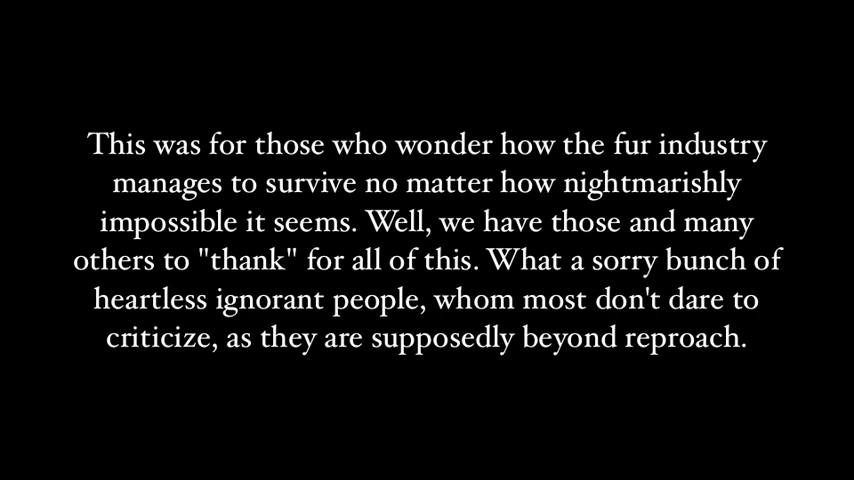 This was for those who wonder how the fur industry
manages to survive no matter how nightmarishly
impossible it seems. Well, we have those and many
others to "thank" for all of this. What a sorry bunch of
heartless ignorant people, whom most don't dare to
criticize, as they are supposedly beyond reproach.